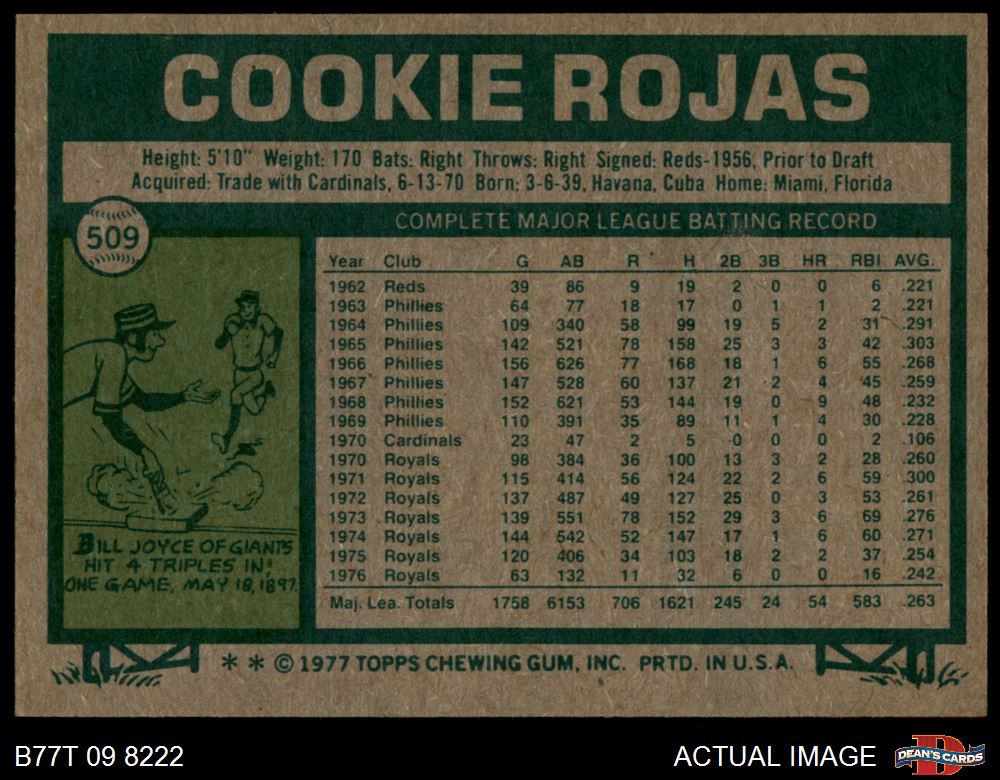 COOKIE ROJAS
Height: 5'10" Weight: 170 Bats: Right Throws: Right Signed: Reds-1956, Prior to Draft
Acquired: Trade with Cardinals, 6-13-70 Born: 3-6-39, Havana, Cuba Home: Miami, Florida
509
COMPLETE MAJOR LEAGUE BATTING RECORD
Year Club G AB R H 2B 3B HR RBI AVG.
1962 Reds 39 86 9 19 2 0 0 6 .221
1963 Phillies 64 77 18 17 0 1 1 2 .221
1964 Phillies 109 340 58 99 19 5 2 31 .291
1965 Phillies 142 521 78 158 25 3 3 42 .303
1966 Phillies 156 626 77 168 18 1 6 55 .268
1967 Phillies 147 528 60 137 21 2 4 45 .259
1968 Phillies 152 621 53 144 19 0 9 48 .232
1969 Phillies 110 391 35 89 11 1 4 30 .228
1970 Cardinals 23 47 2 5 0 0 0 2 .106
1970 Royals 98 384 36 100 13 3 2 28 .260
1971 Royals 115 414 56 124 22 2 6 59 .300
1972 Royals 137 487 49 127 25 0 3 53 .261
1973 Royals 139 551 78 152 29 3 6 69 .276
1974 Royals 144 542 52 147 17 1 6 60 .271
1975 Royals 120 406 34 103 18 2 2 37 .254
1976 Royals 63 132 11 32 6 0 0 16 .242
Maj. Lea. Totals 1758 6153 706 1621 245 24 54 583 .263
BILL JOYCE OF GIANTS
HIT 4 TRIPLES IN
ONE GAME, MAY 18, 1897.
* * © 1977 TOPPS CHEWING GUM, INC. PRTD. IN U.S.A.
B77T 09 8222
ACTUAL IMAGE
D
DEAN'S CARDS